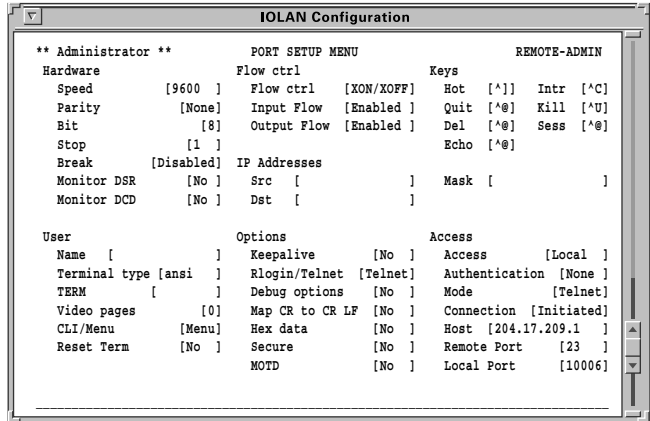 IOLAN Configuration
** Administrator ** PORT SETUP MENU REMOTE-ADMIN
Hardware Flow ctrl Keys
Speed [9600 ] Flow ctrl [XON/XOFF] Hot [^]] Intr [^C]
Parity [None] Input Flow [Enabled ] Quit [^@] Kill [^U]
Bit [8] Output Flow [Enabled ] Del [^@] Sess [^@]
Stop [1 ] Echo [^@]
Break [Disabled] IP Addresses
Monitor DSR [No ] Src [ ] Mask [ ]
Monitor DCD [No ] Dst [ ]
User Options Access
Name [ ] Keepalive [No ] Access [Local ]
Terminal type [ansi ] Rlogin/Telnet [Telnet] Authentication [None ]
TERM [ ] Debug options [No ] Mode [Telnet]
Video pages [0] Map CR to CR LF [No ] Connection [Initiated]
CLI/Menu [Menu] Hex data [No ] Host [204.17.209.1 ]
Reset Term [No ] Secure [No ] Remote Port [23 ]
MOTD [No ] Local Port [10006]